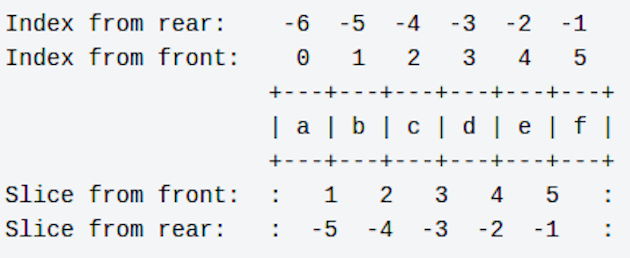 Index from rear:    -6  -5  -4  -3  -2  -1
Index from front:    0   1   2   3   4   5
                   +---+---+---+---+---+---+
                   | a | b | c | d | e | f |
                   +---+---+---+---+---+---+
Slice from front:  :   1   2   3   4   5   :
Slice from rear:   :  -5  -4  -3  -2  -1   :